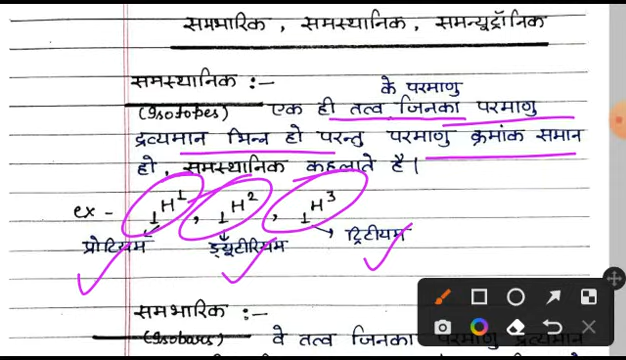 समभारिक, समस्थानिक, समन्यूट्रॉनिक
समस्थानिक :-
के परमाणु
(Isotobes) एक ही तत्व जिनका परमाणु
द्रव्यमान भिन्न हो परन्तु परमाणु क्रमांक समान
हो, समस्थानिक कहलाते है।
ex - ₁H¹, ₁H², ₁H³
प्रोटियम ड्यूटीरियम ट्रिटीयम
समभारिक :-
(Isobars) वे तत्व जिनका परमाणु द्रव्यमान